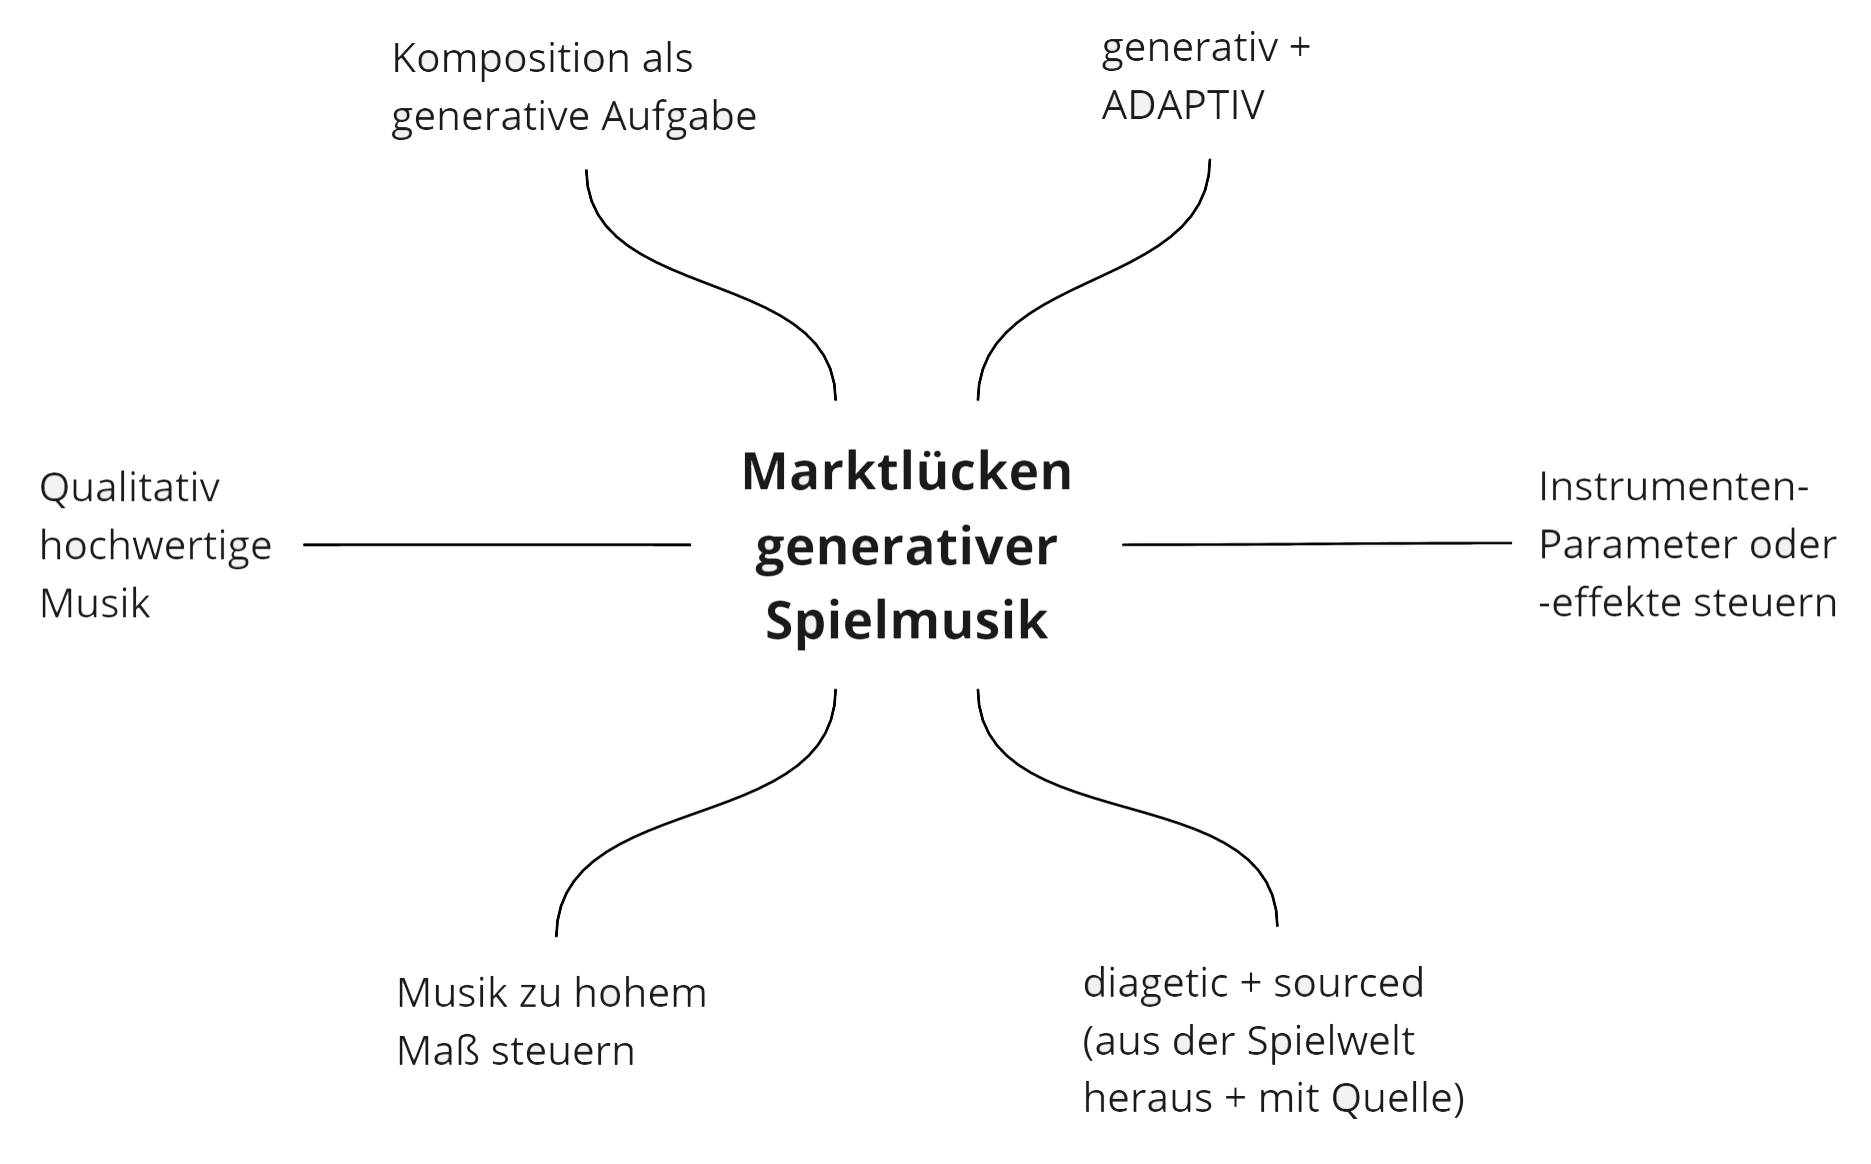 Komposition als
generative Aufgabe
generativ +
ADAPTIV
Qualitativ
hochwertige
Musik
Marktlücken
generativer
Spielmusik
Instrumenten-
Parameter oder
-effekte steuern
Musik zu hohem
Maß steuern
diagetic + sourced
(aus der Spielwelt
heraus + mit Quelle)